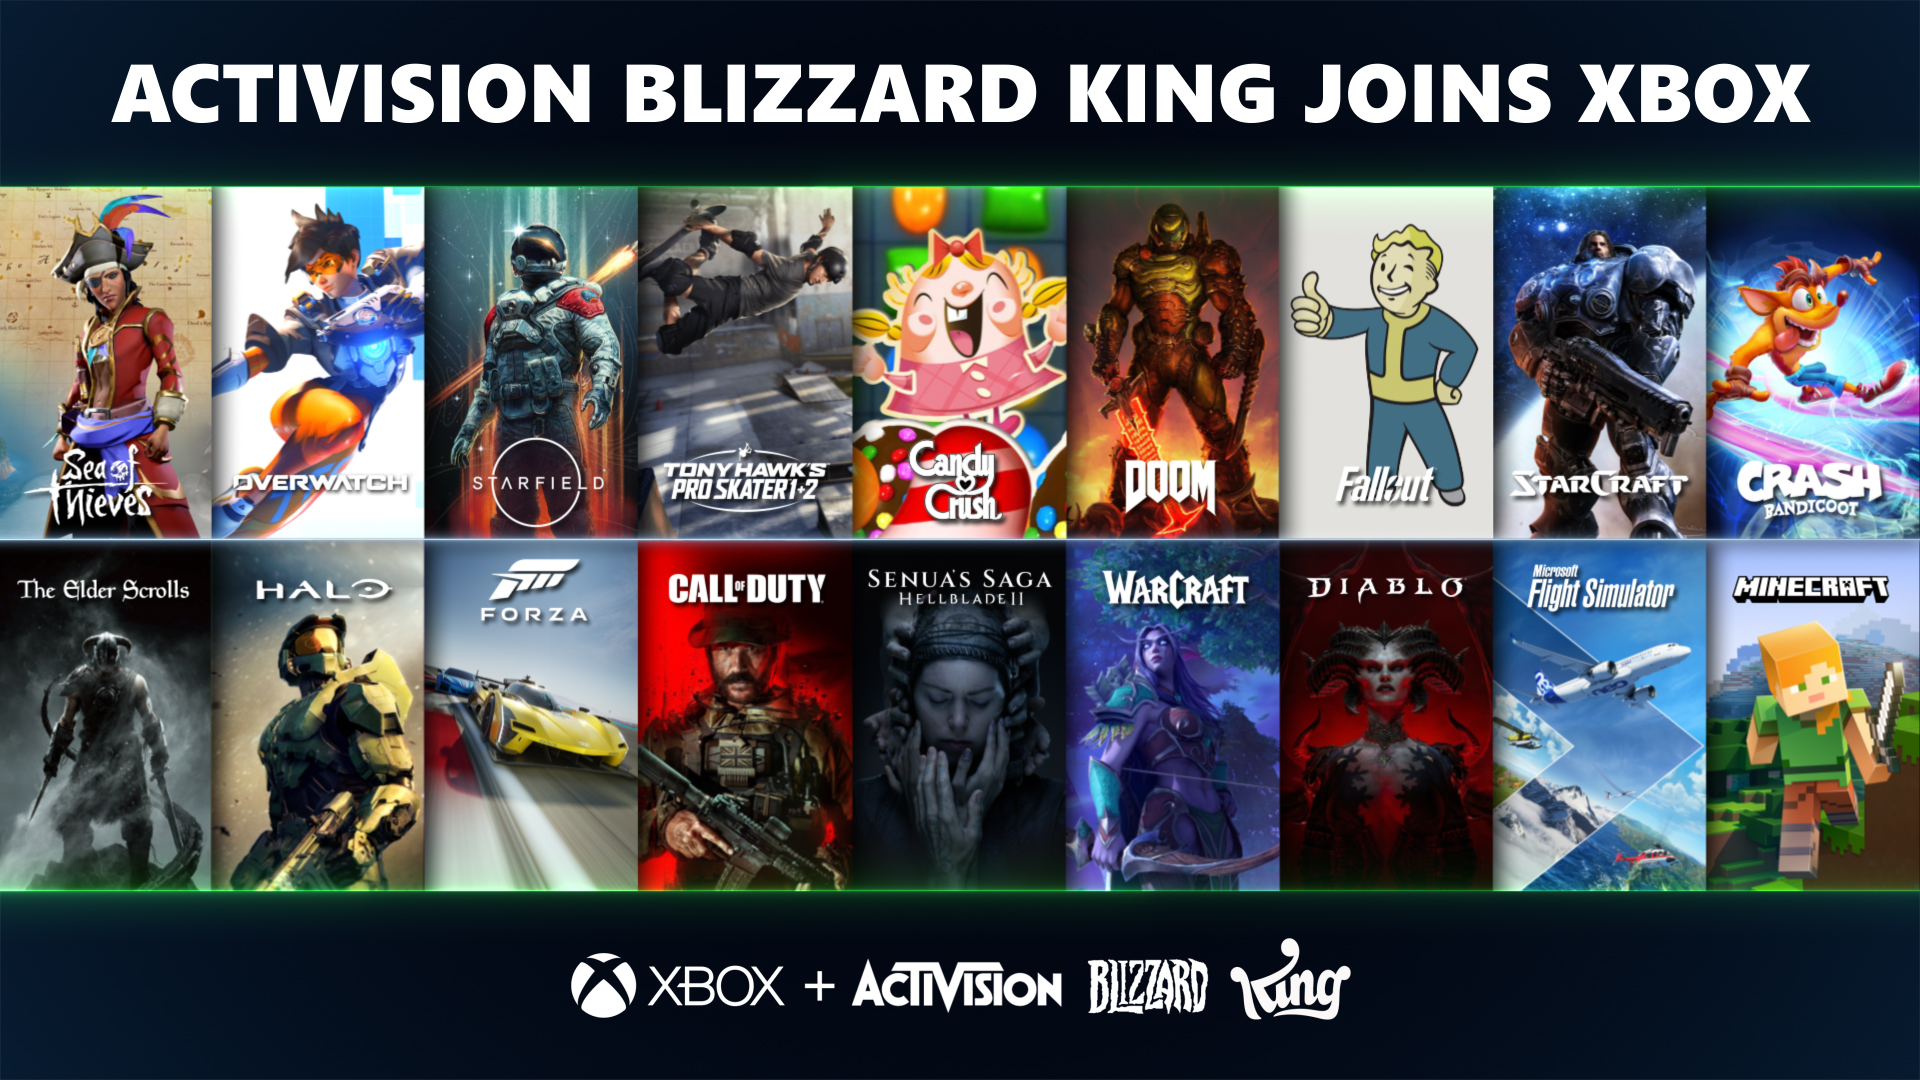 ACTIVISION BLIZZARD KING JOINS XBOX
Sea of
Thieves
OVERWATCH
STARFIELD
TONY HAWK'S
PRO SKATER 1+2
Candy
Crush
DOOM
Fallout
STARCRAFT
CRASH
BANDICOOT
The Elder Scrolls
HALO
FORZA
CALL OF DUTY
SENUA'S SAGA
HELLBLADE II
WARCRAFT
DIABLO
Microsoft
Flight Simulator
MINECRAFT
XBOX + ACTIVISION BLIZZARD King